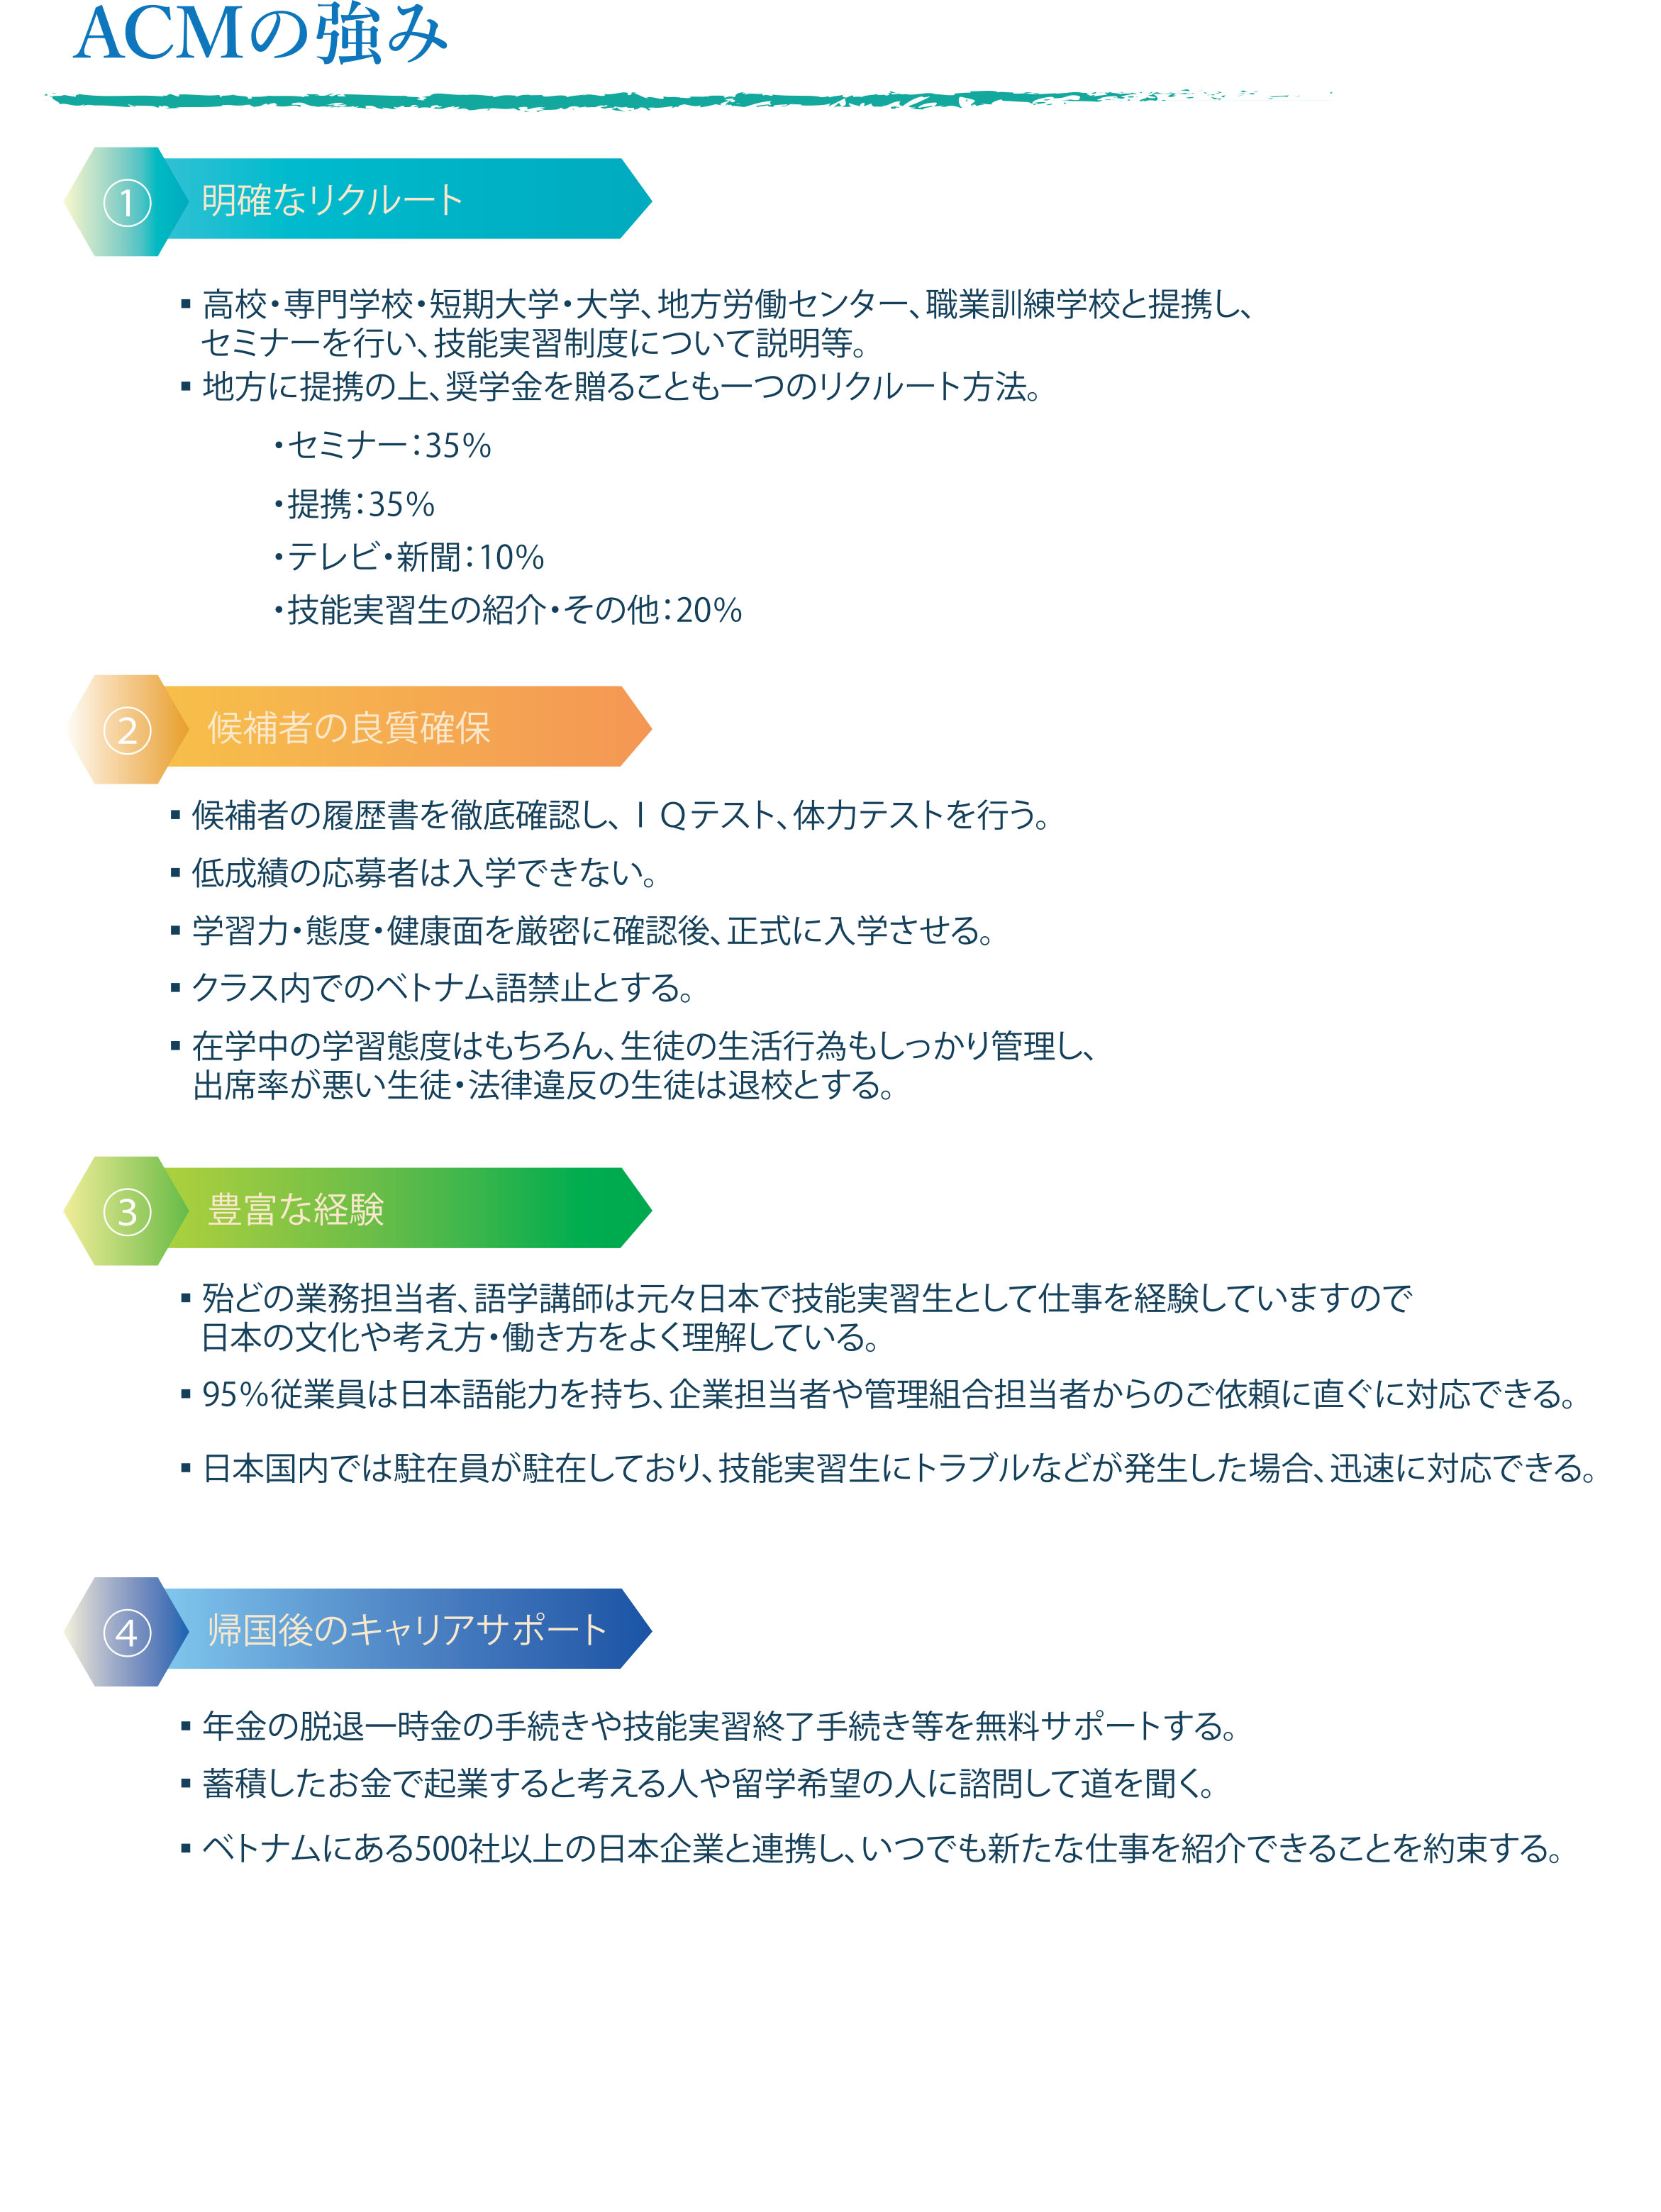 ACMの強み
① 明確なリクルート
▪ 高校・専門学校・短期大学・大学、地方労働センター、職業訓練学校と提携し、
セミナーを行い、技能実習制度について説明等。
▪ 地方に提携の上、奨学金を贈ることも一つのリクルート方法。
・セミナー：35%
・提携：35%
・テレビ・新聞：10%
・技能実習生の紹介・その他：20%
② 候補者の良質確保
▪ 候補者の履歴書を徹底確認し、ＩＱテスト、体力テストを行う。
▪ 低成績の応募者は入学できない。
▪ 学習力・態度・健康面を厳密に確認後、正式に入学させる。
▪ クラス内でのベトナム語禁止とする。
▪ 在学中の学習態度はもちろん、生徒の生活行為もしっかり管理し、
出席率が悪い生徒・法律違反の生徒は退校とする。
③ 豊富な経験
▪ 殆どの業務担当者、語学講師は元々日本で技能実習生として仕事を経験していますので
日本の文化や考え方・働き方をよく理解している。
▪ 95%従業員は日本語能力を持ち、企業担当者や管理組合担当者からのご依頼に直ぐに対応できる。
▪ 日本国内では駐在員が駐在しており、技能実習生にトラブルなどが発生した場合、迅速に対応できる。
④ 帰国後のキャリアサポート
▪ 年金の脱退一時金の手続きや技能実習終了手続き等を無料サポートする。
▪ 蓄積したお金で起業すると考える人や留学希望の人に諮問して道を聞く。
▪ ベトナムにある500社以上の日本企業と連携し、いつでも新たな仕事を紹介できることを約束する。